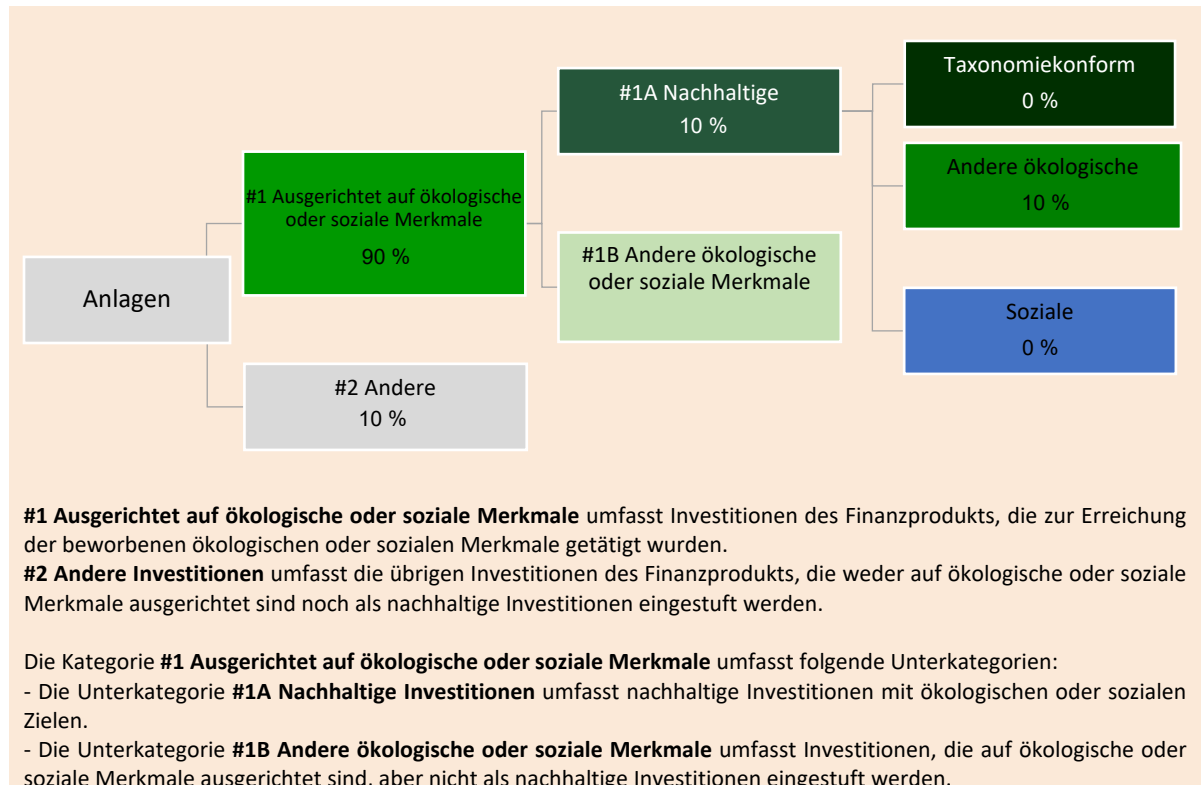 Taxonomiekonform
0 %
#1A Nachhaltige
10 %
Andere ökologische
10 %
#1 Ausgerichtet auf ökologische
oder soziale Merkmale
90 %
#1B Andere ökologische
oder soziale Merkmale
Anlagen
Soziale
0 %
#2 Andere
10 %
#1 Ausgerichtet auf ökologische oder soziale Merkmale umfasst Investitionen des Finanzprodukts, die zur Erreichung
der beworbenen ökologischen oder sozialen Merkmale getätigt wurden.
#2 Andere Investitionen umfasst die übrigen Investitionen des Finanzprodukts, die weder auf ökologische oder soziale
Merkmale ausgerichtet sind noch als nachhaltige Investitionen eingestuft werden.
Die Kategorie #1 Ausgerichtet auf ökologische oder soziale Merkmale umfasst folgende Unterkategorien:
- Die Unterkategorie #1A Nachhaltige Investitionen umfasst nachhaltige Investitionen mit ökologischen oder sozialen
Zielen.
- Die Unterkategorie #1B Andere ökologische oder soziale Merkmale umfasst Investitionen, die auf ökologische oder
soziale Merkmale ausgerichtet sind, aber nicht als nachhaltige Investitionen eingestuft werden.